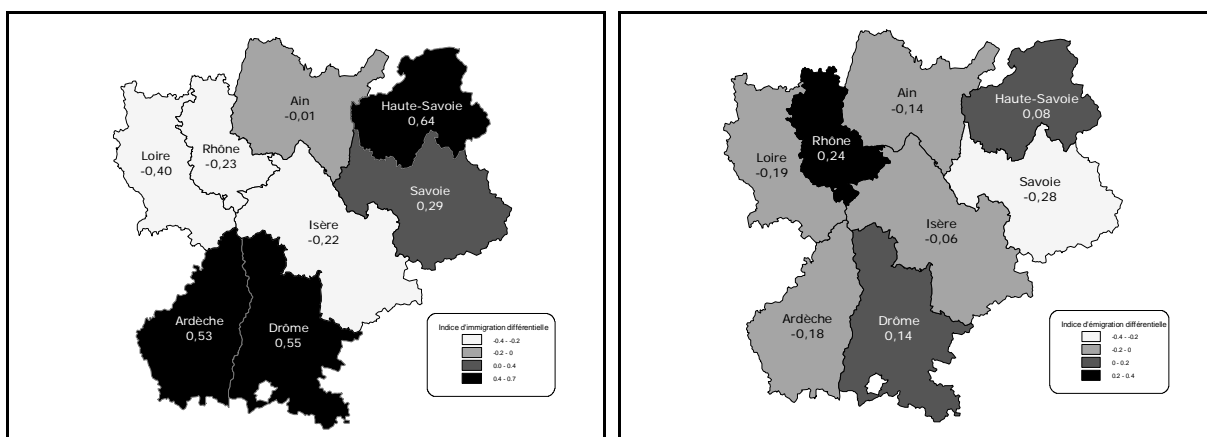 Ain
-0,01
Haute-Savoie
0,64
Loire
-0,40
Rhône
-0,23
Savoie
0,29
Isère
-0,22
Ardèche
0,53
Drôme
0,55
Indice d'immigration différentielle
-0.4 - -0.2
-0.2 - 0
0.0 - 0.4
0.4 - 0.7
Ain
-0,14
Haute-Savoie
0,08
Rhône
0,24
Loire
-0,19
Savoie
-0,28
Isère
-0,06
Ardèche
-0,18
Drôme
0,14
Indice d'émigration différentielle
-0.4 - -0.2
-0.2 - 0
0 - 0.2
0.2 - 0.4